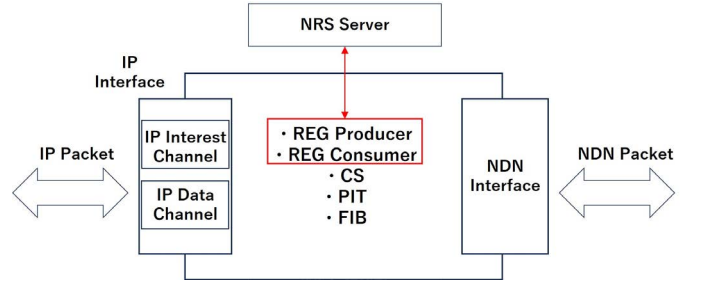 NRS Server
IP
Interface
IP Interest
Channel
IP Data
Channel
IP Packet
・REG Producer
・REG Consumer
・CS
・PIT
・FIB
NDN
Interface
NDN Packet